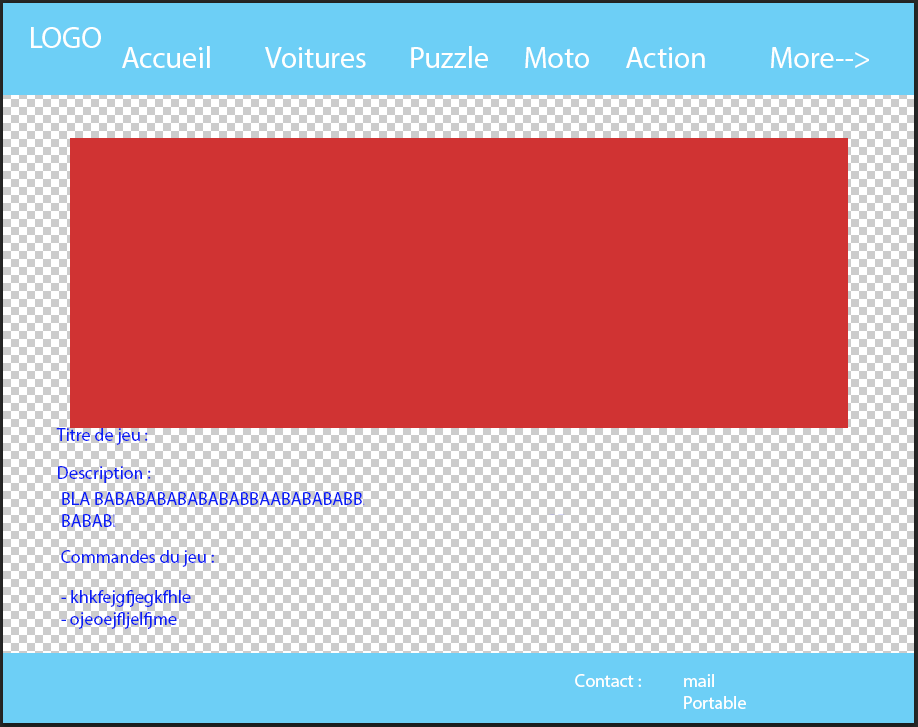 LOGO
Accueil Voitures Puzzle Moto Action More-->
Titre de jeu :
Description :
BLA BABABABABABABABBAABABABABB
BABAB.
Commandes du jeu :
- khkfejgfjegkfhle
- ojeoejfljelfjme
Contact : mail
Portable